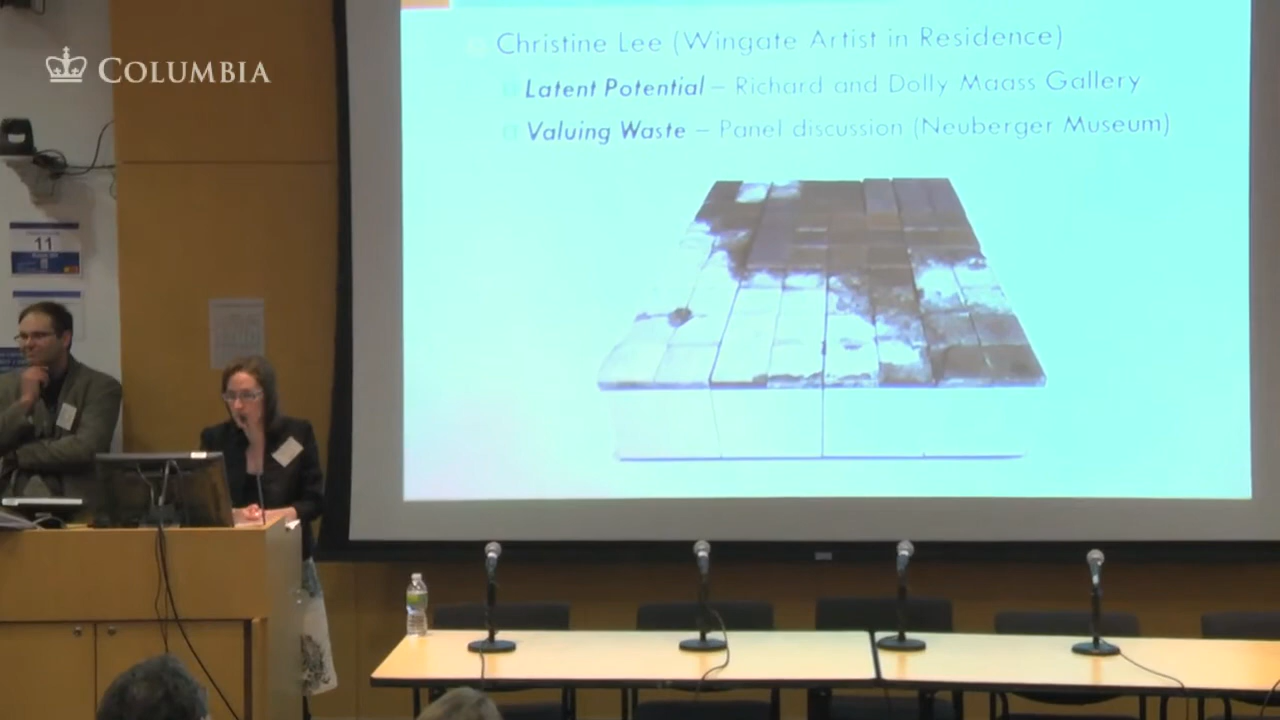 COLUMBIA
Christine Lee (Wingate Artist in Residence)
Latent Potential – Richard and Dolly Maass Gallery
Valuing Waste – Panel discussion (Neuberger Museum)
11